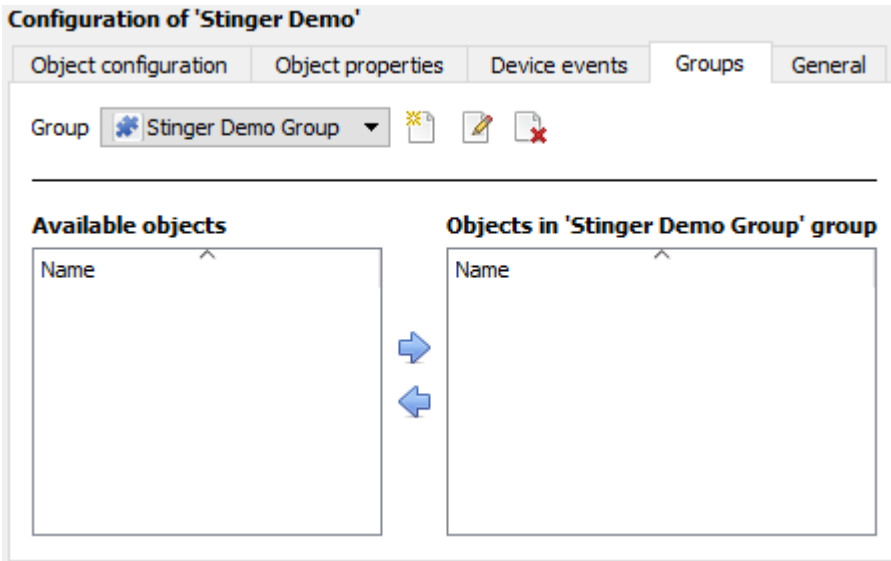 Configuration of 'Stinger Demo'
Object configuration Object properties Device events Groups General
Group Stinger Demo Group
Available objects Objects in 'Stinger Demo Group' group
Name Name